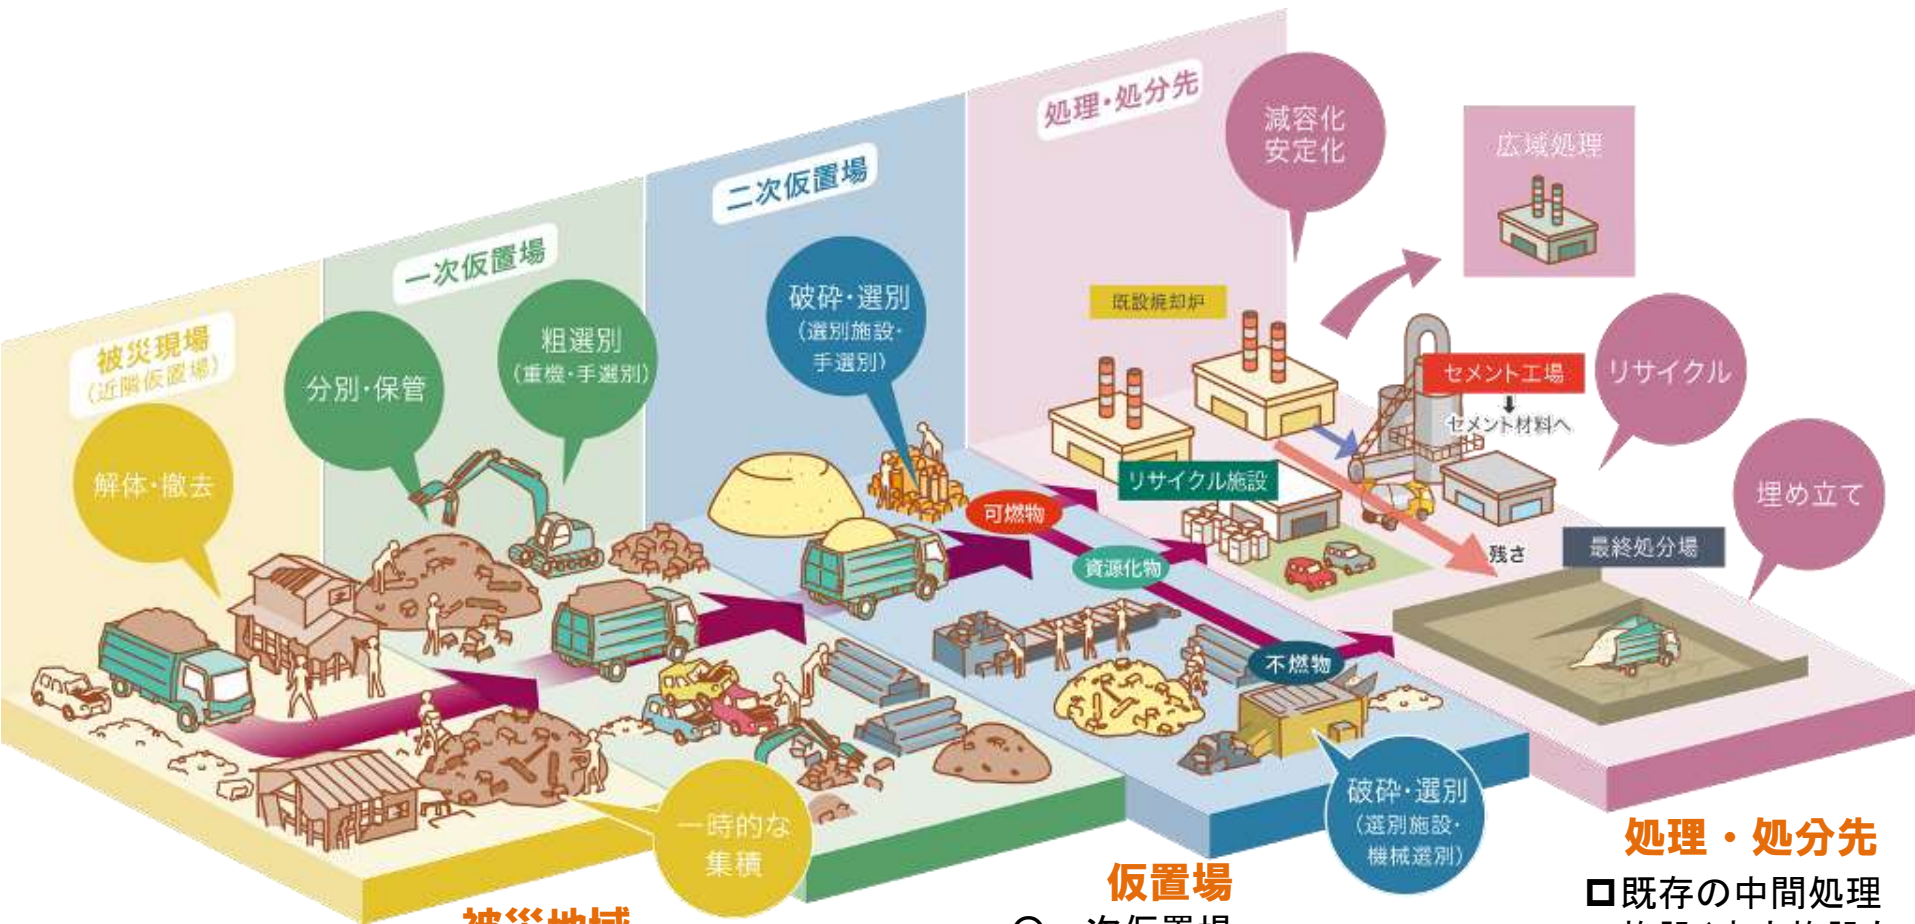 被災現場
(近隣仮置場)
解体・撤去
一時的な
集積
一次仮置場
分別・保管
粗選別
(重機・手選別)
二次仮置場
破砕・選別
(選別施設・
手選別)
可燃物
資源化物
不燃物
破砕・選別
(選別施設・
機械選別)
処理・処分先
減容化
安定化
広域処理
既設焼却炉
セメント工場
セメント材料へ
リサイクル
リサイクル施設
残さ
最終処分場
埋め立て
被災地域
仮置場
処理・処分先
既存の中間処理